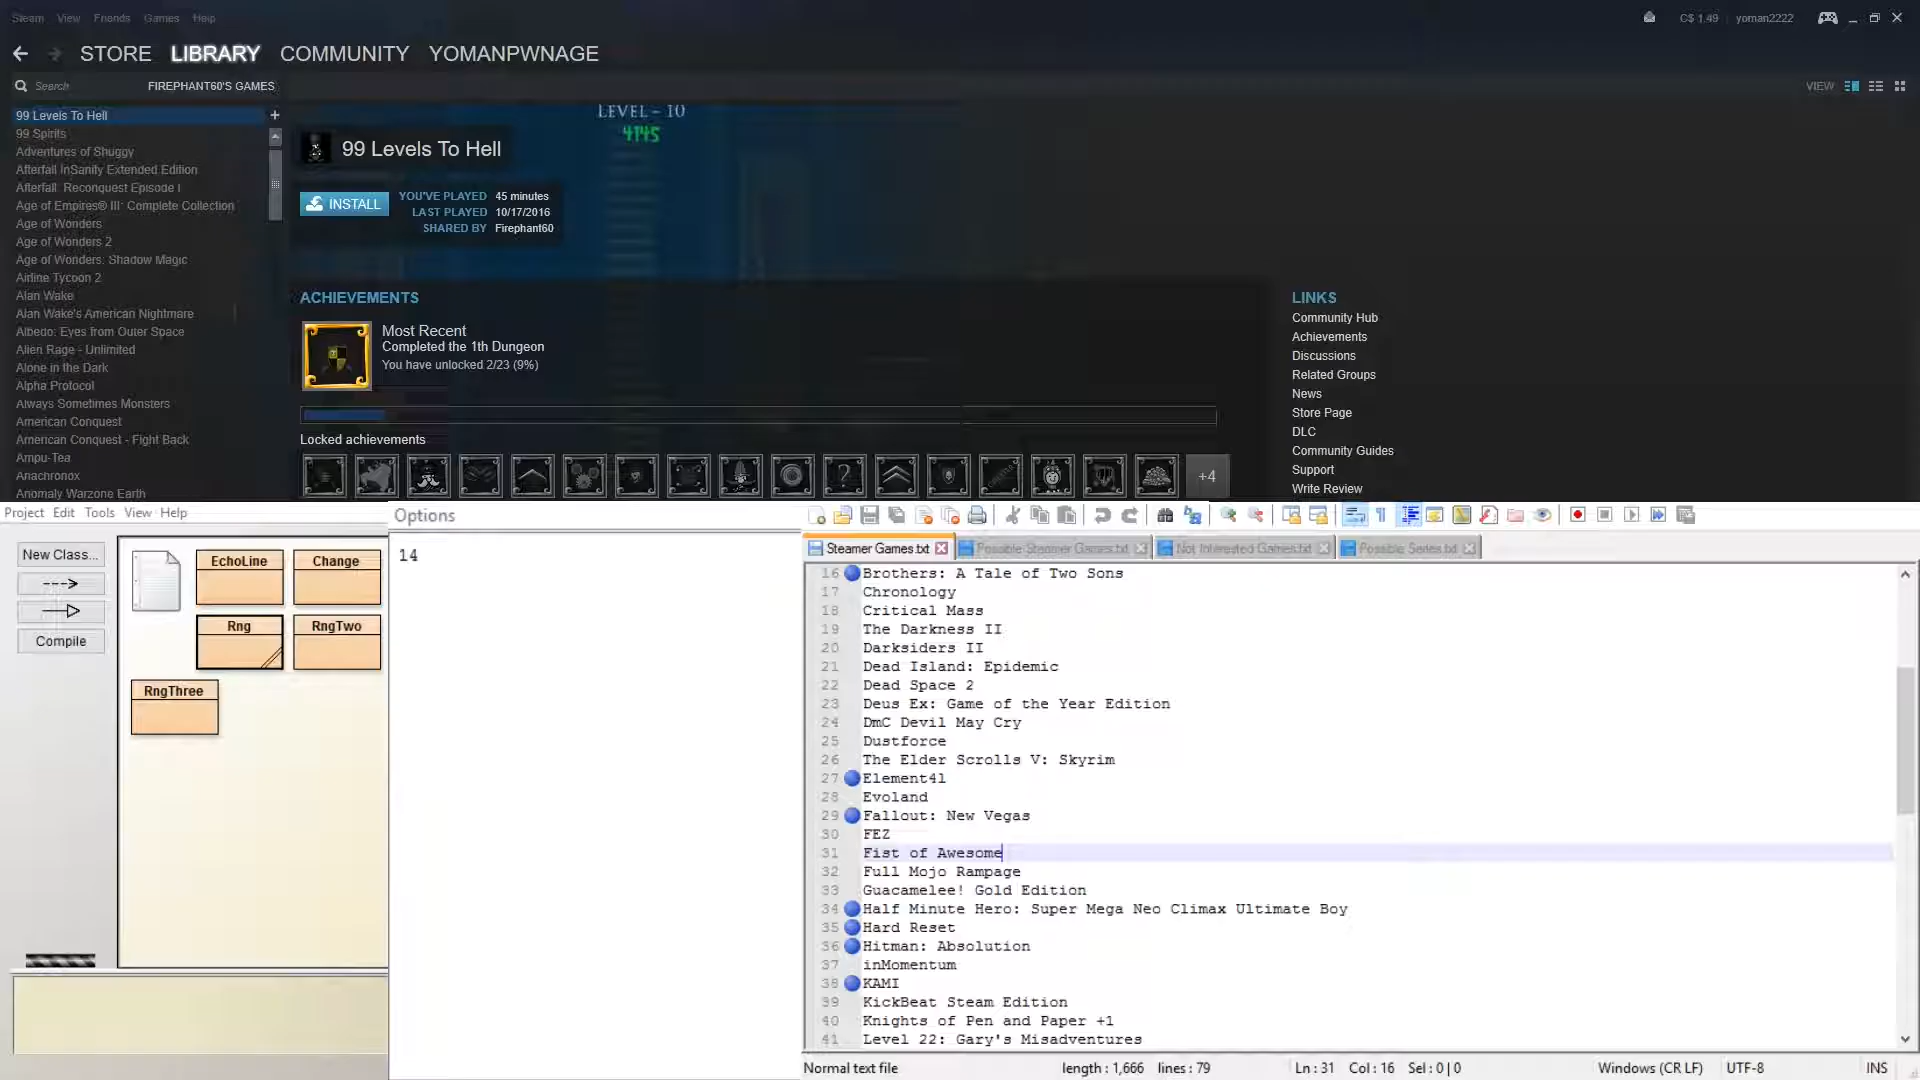 Steam View Friends Games Help
C$ 1.49 yoman2222
STORE LIBRARY COMMUNITY YOMANPWNAGE
Search FIREPHANT60'S GAMES
VIEW
99 Levels To Hell
99 Spirits
Adventures of Shuggy
Afterfall InSanity Extended Edition
Afterfall: Reconquest Episode I
Age of Empires® III: Complete Collection
Age of Wonders
Age of Wonders 2
Age of Wonders: Shadow Magic
Airline Tycoon 2
Alan Wake
Alan Wake's American Nightmare
Albedo: Eyes from Outer Space
Alien Rage - Unlimited
Alone in the Dark
Alpha Protocol
Always Sometimes Monsters
American Conquest
American Conquest - Fight Back
Ampu-Tea
Anachronox
Anomaly Warzone Earth
LEVEL - 10
4145
99 Levels To Hell
INSTALL
YOU'VE PLAYED 45 minutes
LAST PLAYED 10/17/2016
SHARED BY Firephant60
ACHIEVEMENTS
Most Recent
Completed the 1th Dungeon
You have unlocked 2/23 (9%)
Locked achievements
+4
LINKS
Community Hub
Achievements
Discussions
Related Groups
News
Store Page
DLC
Community Guides
Support
Write Review
Project Edit Tools View Help
New Class...
Compile
EchoLine
Change
Rng
RngTwo
RngThree
Options
14
Steamer Games.txt
Possible Steamer Games.txt
Not Interested Games.txt
Possible Series.txt
16 Brothers: A Tale of Two Sons
17 Chronology
18 Critical Mass
19 The Darkness II
20 Darksiders II
21 Dead Island: Epidemic
22 Dead Space 2
23 Deus Ex: Game of the Year Edition
24 DmC Devil May Cry
25 Dustforce
26 The Elder Scrolls V: Skyrim
27 Element4l
28 Evoland
29 Fallout: New Vegas
30 FEZ
31 Fist of Awesome
32 Full Mojo Rampage
33 Guacamelee! Gold Edition
34 Half Minute Hero: Super Mega Neo Climax Ultimate Boy
35 Hard Reset
36 Hitman: Absolution
37 inMomentum
38 KAMI
39 KickBeat Steam Edition
40 Knights of Pen and Paper +1
41 Level 22: Gary's Misadventures
Normal text file length : 1,666 lines : 79 Ln : 31 Col : 16 Sel : 0 | 0 Windows (CR LF) UTF-8 INS